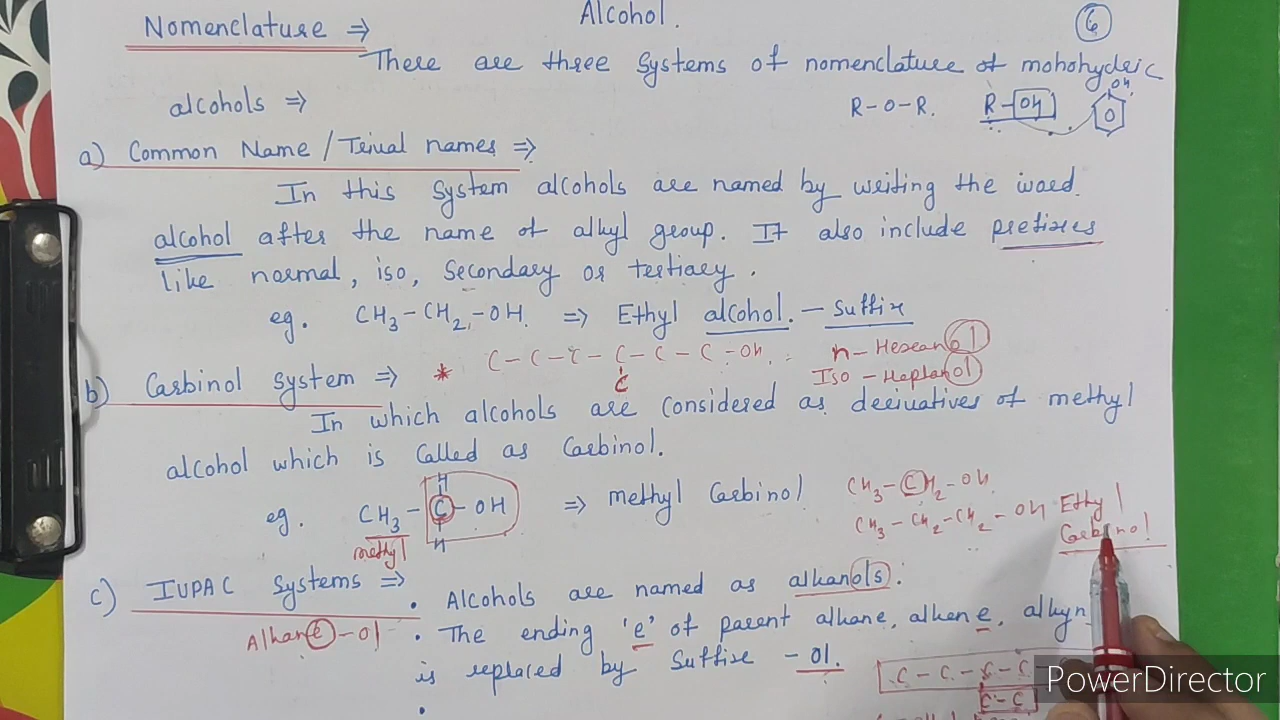 Alcohol.
6
Nomenclature ⇒
There are three systems of nomenclature of monohydric
alcohols ⇒
R-O-R. R-OH OH
a) Common Name / Trivial names ⇒
In this system alcohols are named by writing the word
alcohol after the name of alkyl group. It also include prefixes
like normal, iso, secondary or tertiary.
eg. CH3-CH2-OH. ⇒ Ethyl alcohol. - suffix
* C-C-C-C-C-C-OH. n-Hexanol
C Iso-Heptanol
b) Carbinol system ⇒
In which alcohols are considered as derivatives of methyl
alcohol which is called as Carbinol.
H
eg. CH3-C-OH ⇒ methyl Carbinol CH3-CH2-OH
H
methyl CH3-CH2-CH2-OH Ethyl
Carbinol
c) IUPAC Systems ⇒
. Alcohols are named as alkanols.
Alkane-ol . The ending 'e' of parent alkane, alkene, alkyn
is replaced by Suffixe -ol.
C-C-C-C
C-C
.
PowerDirector